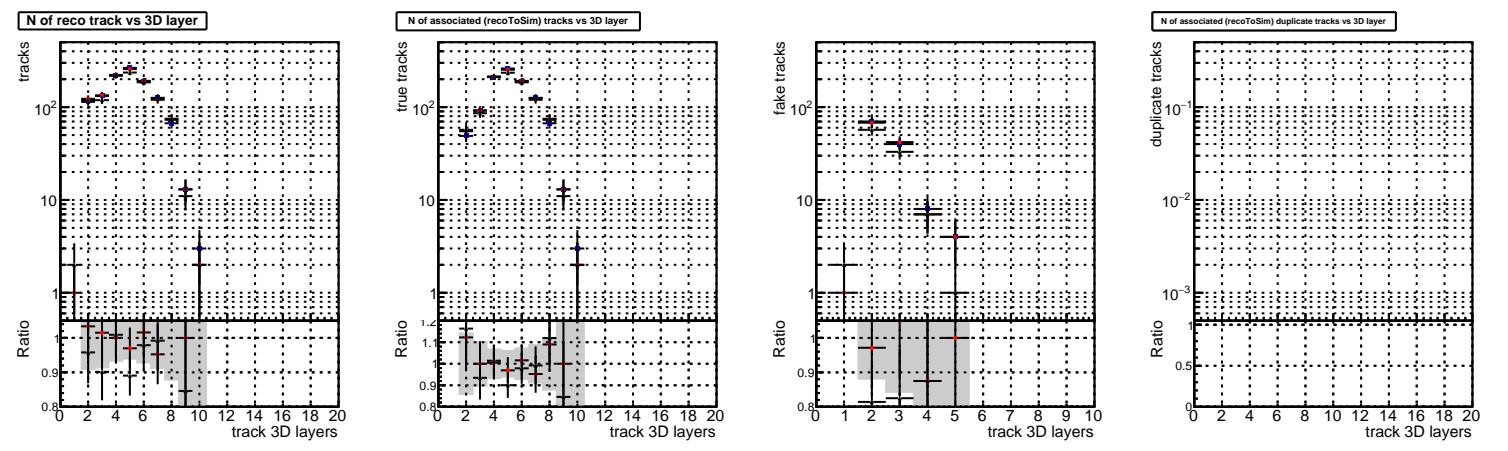 N of reco track vs 3D layer
tracks
10²
10
1
Ratio
1
0.9
0.8
0 2 4 6 8 10 12 14 16 18 20
track 3D layers
N of associated (recoToSim) tracks vs 3D layer
true tracks
10²
10
1
Ratio
1.2
1.1
1
0.9
0.8
0 2 4 6 8 10 12 14 16 18 20
track 3D layers
fake tracks
10²
10
1
Ratio
1
0.9
0.8
0 1 2 3 4 5 6 7 8 9 10
track 3D layers
N of associated (recoToSim) duplicate tracks vs 3D layer
duplicate tracks
10⁻¹
10⁻²
10⁻³
Ratio
1
0.5
0
0 2 4 6 8 10 12 14 16 18 20
track 3D layers